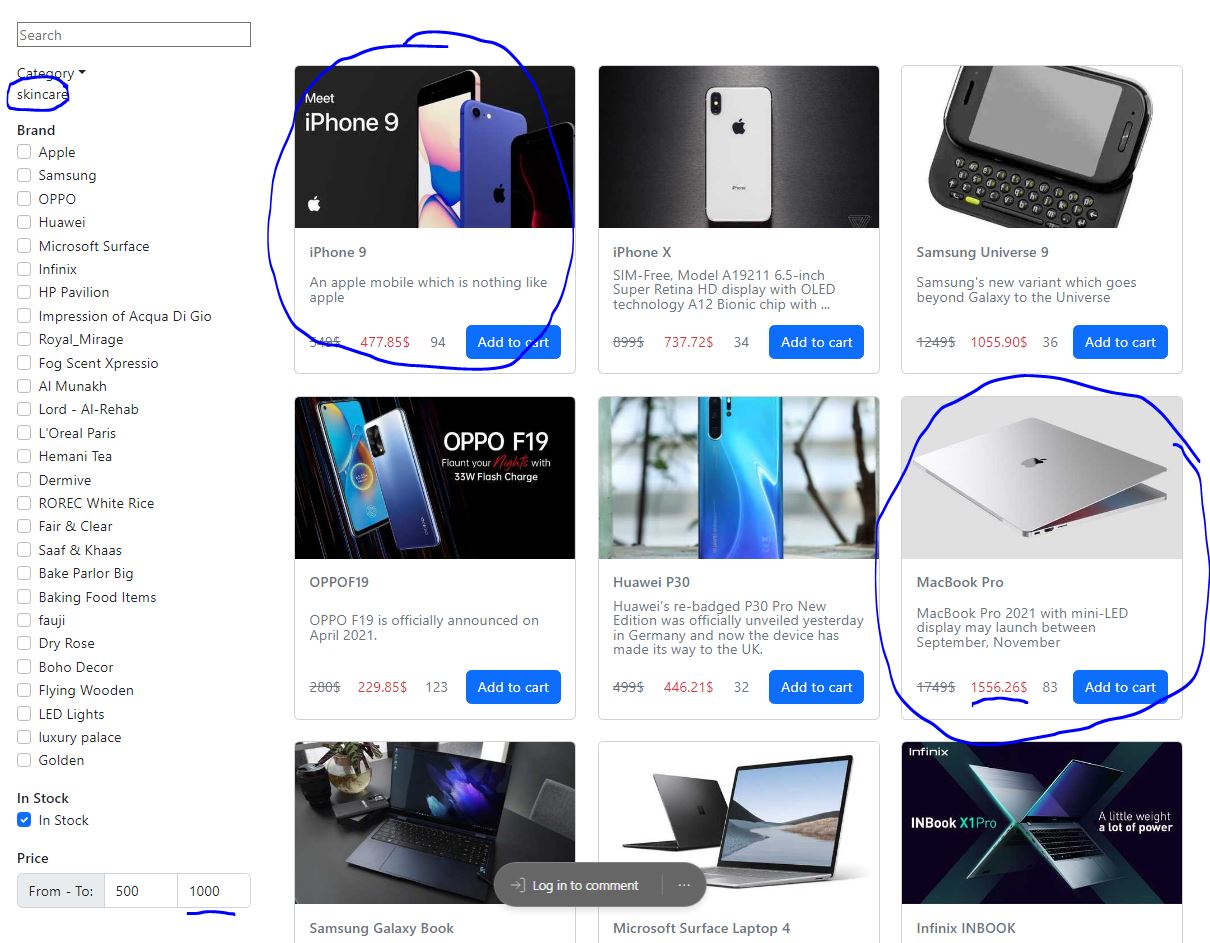 Search
Category
skincare
Brand
Apple
Samsung
OPPO
Huawei
Microsoft Surface
Infinix
HP Pavilion
Impression of Acqua Di Gio
Royal_Mirage
Fog Scent Xpressio
Al Munakh
Lord - Al-Rehab
L'Oreal Paris
Hemani Tea
Dermive
ROREC White Rice
Fair & Clear
Saaf & Khaas
Bake Parlor Big
Baking Food Items
fauji
Dry Rose
Boho Decor
Flying Wooden
LED Lights
luxury palace
Golden
In Stock
In Stock
Price
From - To: 500 1000
Meet
iPhone 9
iPhone 9
An apple mobile which is nothing like
apple
549$ 477.85$ 94 Add to cart
iPhone
iPhone X
SIM-Free, Model A19211 6.5-inch
Super Retina HD display with OLED
technology A12 Bionic chip with ...
899$ 737.72$ 34 Add to cart
Samsung Universe 9
Samsung's new variant which goes
beyond Galaxy to the Universe
1249$ 1055.90$ 36 Add to cart
OPPO F19
Flaunt your Nights with
33W Flash Charge
OPPOF19
OPPO F19 is officially announced on
April 2021.
280$ 229.85$ 123 Add to cart
Huawei P30
Huawei's re-badged P30 Pro New
Edition was officially unveiled yesterday
in Germany and now the device has
made its way to the UK.
499$ 446.21$ 32 Add to cart
MacBook Pro
MacBook Pro 2021 with mini-LED
display may launch between
September, November
1749$ 1556.26$ 83 Add to cart
Samsung Galaxy Book
Microsoft Surface Laptop 4
Infinix
INBook X1Pro
A little weight
a lot of power
Infinix INBOOK
Log in to comment ...